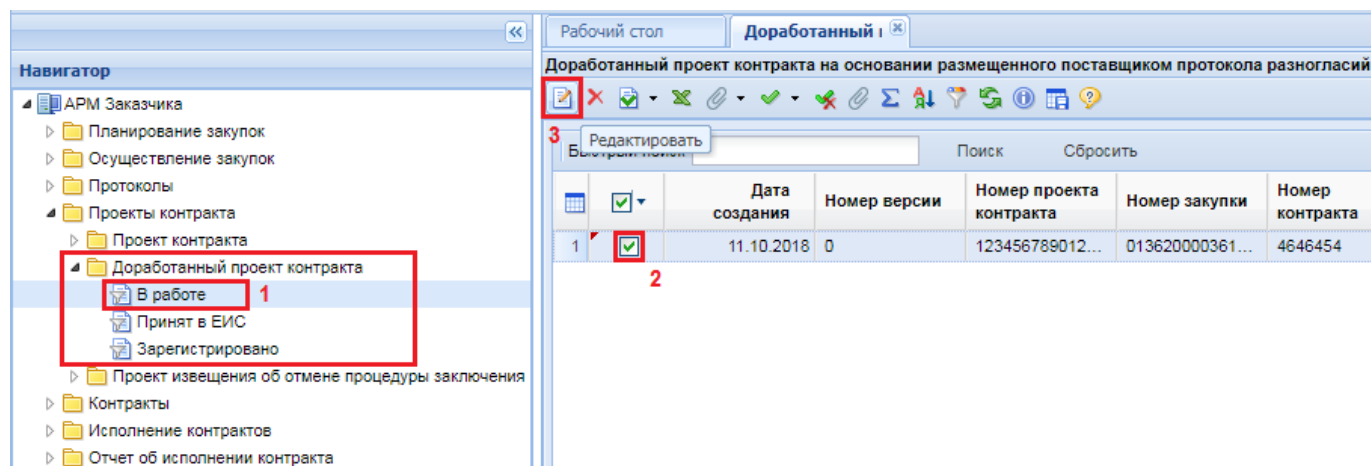 Навигатор
АРМ Заказчика
Планирование закупок
Осуществление закупок
Протоколы
Проекты контракта
Проект контракта
Доработанный проект контракта
В работе 1
Принят в ЕИС
Зарегистрировано
Проект извещения об отмене процедуры заключения
Контракты
Исполнение контрактов
Отчет об исполнении контракта
Рабочий стол Доработанный
Доработанный проект контракта на основании размещенного поставщиком протокола разногласий
3 Редактировать
Поиск Сбросить
Дата создания Номер версии Номер проекта контракта Номер закупки Номер контракта
1 11.10.2018 0 123456789012... 013620000361... 4646454
2